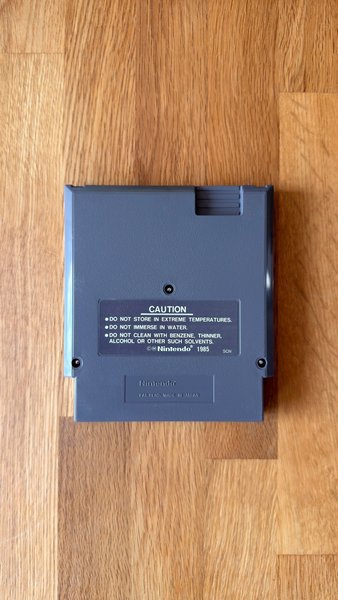 CAUTION
●DO NOT STORE IN EXTREME TEMPERATURES.
●DO NOT IMMERSE IN WATER.
●DO NOT CLEAN WITH BENZENE, THINNER,
ALCOHOL OR OTHER SUCH SOLVENTS.
©®Nintendo® 1985
SCN
Nintendo®
MADE IN JAPAN